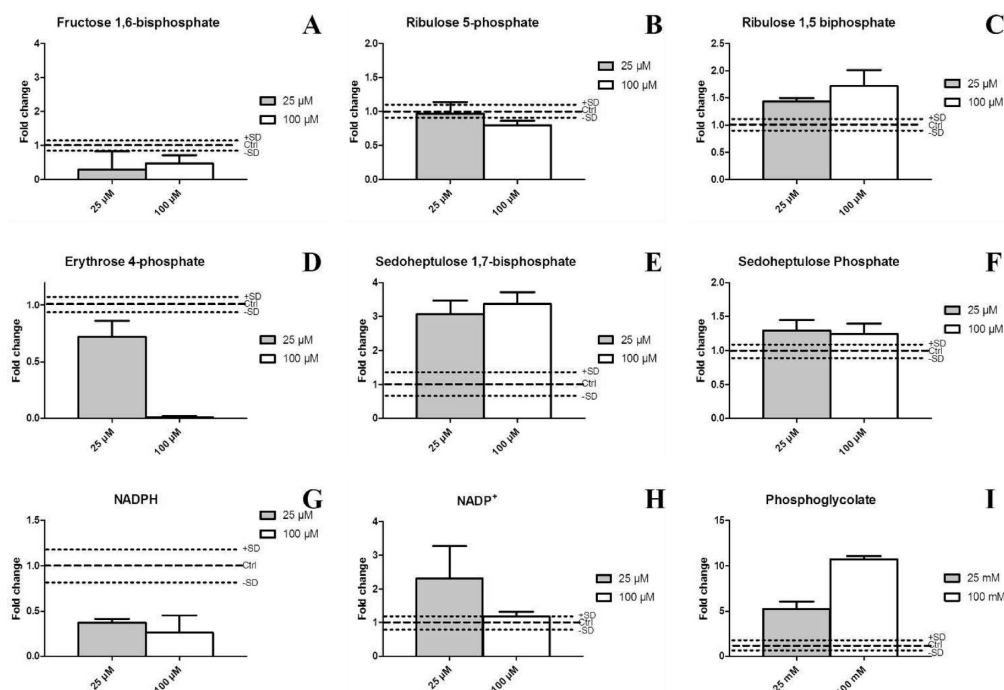 Fructose 1,6-bisphosphate
A
Fold change
4
3
2
1
0
25 µM
100 µM
+SD
Ctrl
-SD
25 µM
100 µM
Ribulose 5-phosphate
B
Fold change
2.0
1.5
1.0
0.5
0.0
25 µM
100 µM
+SD
Ctrl
-SD
25 µM
100 µM
Ribulose 1,5 biphosphate
C
Fold change
2.5
2.0
1.5
1.0
0.5
0.0
25 µM
100 µM
+SD
Ctrl
-SD
25 µM
100 µM
Erythrose 4-phosphate
D
Fold change
1.0
0.5
0.0
+SD
Ctrl
-SD
25 µM
100 µM
25 µM
100 µM
Sedoheptulose 1,7-bisphosphate
E
Fold change
4
3
2
1
0
25 µM
100 µM
+SD
Ctrl
-SD
25 µM
100 µM
Sedoheptulose Phosphate
F
Fold change
2.0
1.5
1.0
0.5
0.0
25 µM
100 µM
+SD
Ctrl
-SD
25 µM
100 µM
NADPH
G
Fold change
1.5
1.0
0.5
0.0
25 µM
100 µM
+SD
Ctrl
-SD
25 µM
100 µM
NADP⁺
H
Fold change
4
3
2
1
0
25 µM
100 µM
+SD
Ctrl
-SD
25 µM
100 µM
Phosphoglycolate
I
Fold change
15
10
5
0
25 mM
100 mM
+SD
Ctrl
-SD
35 mM
100 mM